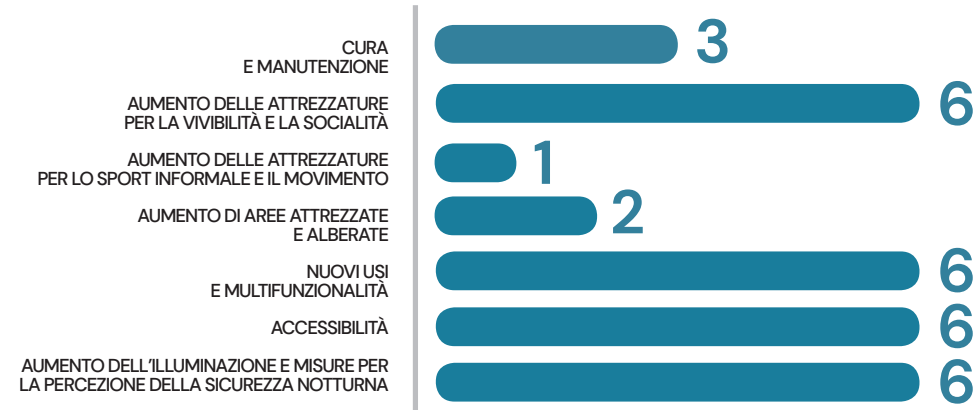 CURA
E MANUTENZIONE
3
AUMENTO DELLE ATTREZZATURE
PER LA VIVIBILITÀ E LA SOCIALITÀ
6
AUMENTO DELLE ATTREZZATURE
PER LO SPORT INFORMALE E IL MOVIMENTO
1
AUMENTO DI AREE ATTREZZATE
E ALBERATE
2
NUOVI USI
E MULTIFUNZIONALITÀ
6
ACCESSIBILITÀ
6
AUMENTO DELL'ILLUMINAZIONE E MISURE PER
LA PERCEZIONE DELLA SICUREZZA NOTTURNA
6